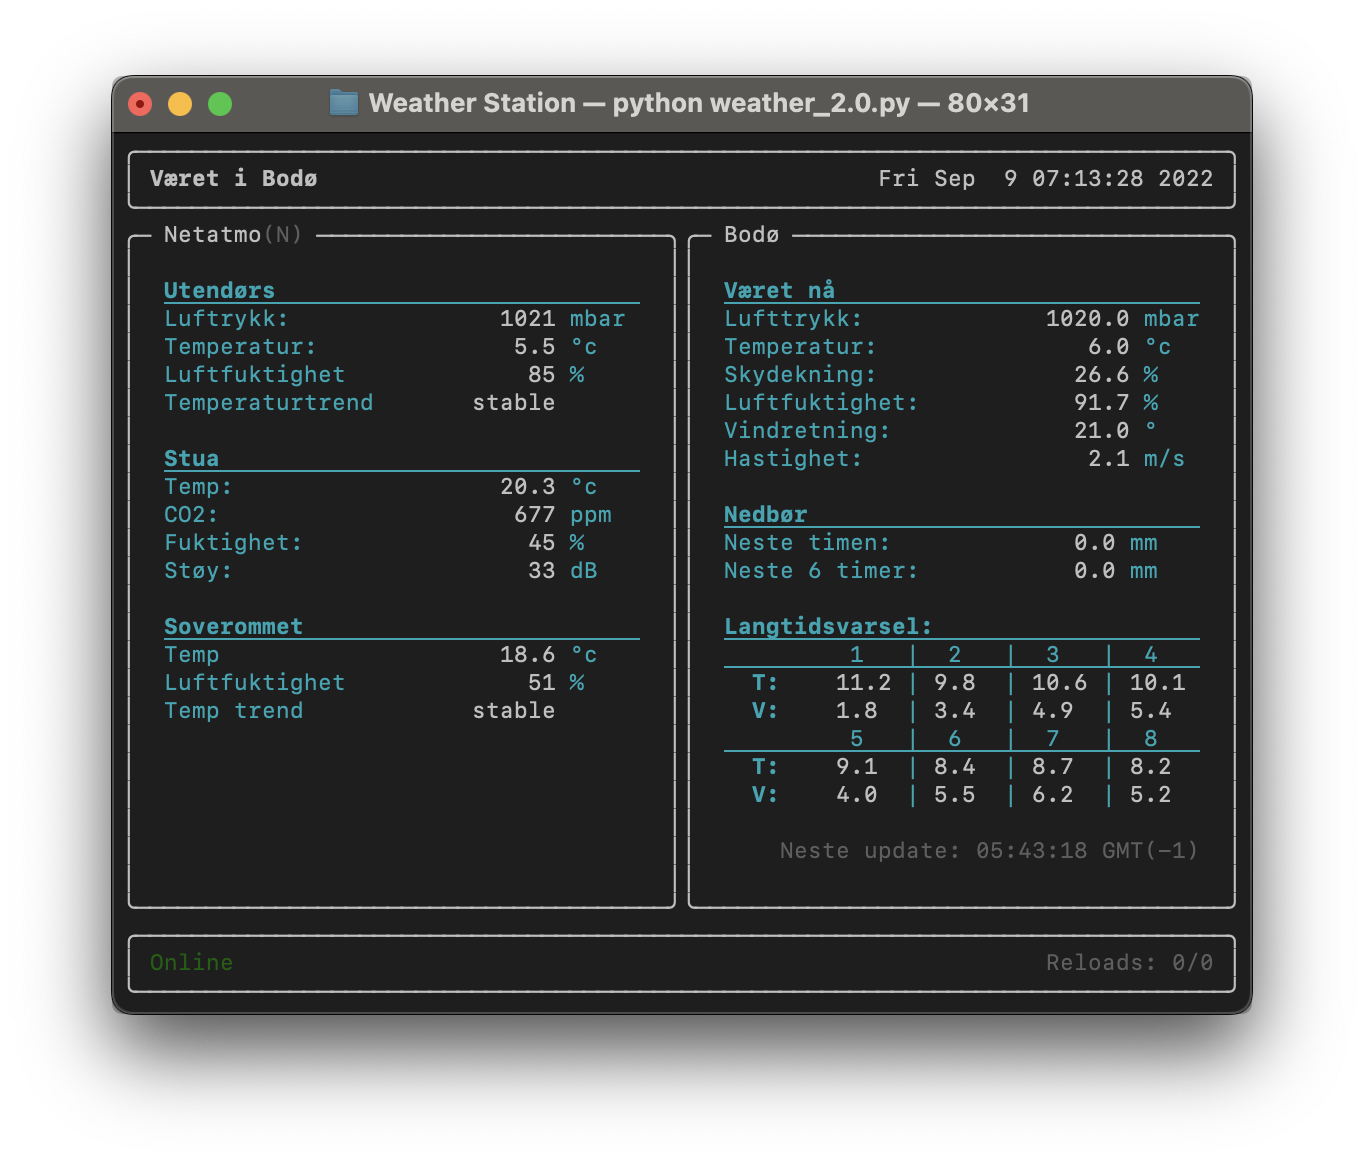 Weather Station — python weather_2.0.py — 80×31
Været i Bodø Fri Sep  9 07:13:28 2022
Netatmo(N)
Utendørs
Luftrykk: 1021 mbar
Temperatur: 5.5 °c
Luftfuktighet 85 %
Temperaturtrend stable
Stua
Temp: 20.3 °c
CO2: 677 ppm
Fuktighet: 45 %
Støy: 33 dB
Soverommet
Temp 18.6 °c
Luftfuktighet 51 %
Temp trend stable
Bodø
Været nå
Lufttrykk: 1020.0 mbar
Temperatur: 6.0 °c
Skydekning: 26.6 %
Luftfuktighet: 91.7 %
Vindretning: 21.0 °
Hastighet: 2.1 m/s
Nedbør
Neste timen: 0.0 mm
Neste 6 timer: 0.0 mm
Langtidsvarsel:
1 | 2 | 3 | 4
T: 11.2 | 9.8 | 10.6 | 10.1
V: 1.8 | 3.4 | 4.9 | 5.4
5 | 6 | 7 | 8
T: 9.1 | 8.4 | 8.7 | 8.2
V: 4.0 | 5.5 | 6.2 | 5.2
Neste update: 05:43:18 GMT(−1)
Online Reloads: 0/0